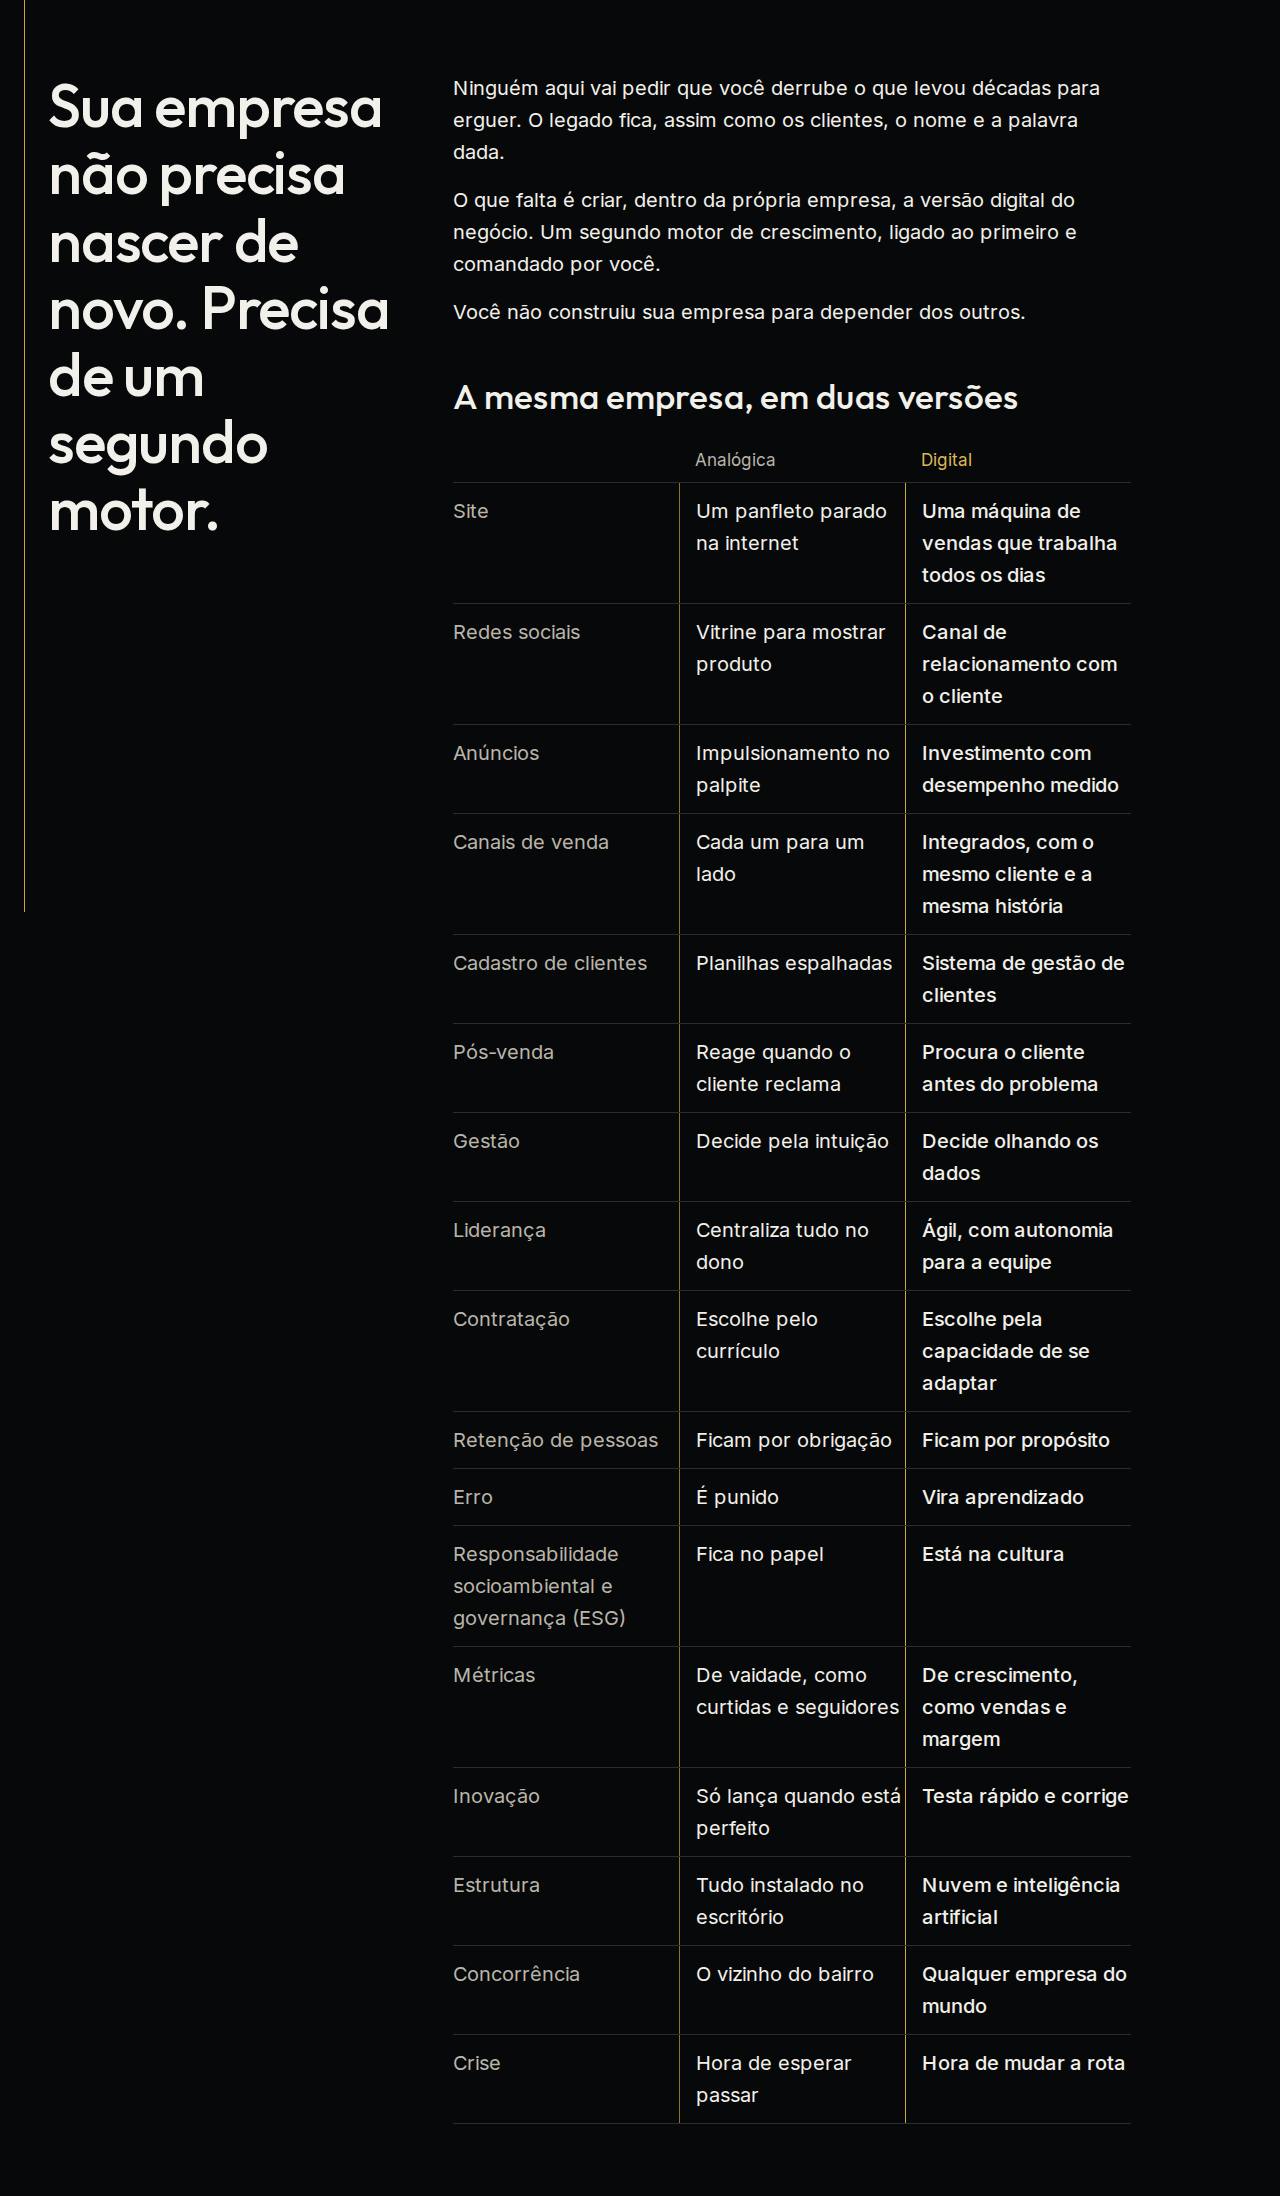 Sua empresa
não precisa
nascer de
novo. Precisa
de um
segundo
motor.
Ninguém aqui vai pedir que você derrube o que levou décadas para
erguer. O legado fica, assim como os clientes, o nome e a palavra
dada.
O que falta é criar, dentro da própria empresa, a versão digital do
negócio. Um segundo motor de crescimento, ligado ao primeiro e
comandado por você.
Você não construiu sua empresa para depender dos outros.
A mesma empresa, em duas versões
Analógica Digital
Site Um panfleto parado Uma máquina de
na internet vendas que trabalha
todos os dias
Redes sociais Vitrine para mostrar Canal de
produto relacionamento com
o cliente
Anúncios Impulsionamento no Investimento com
palpite desempenho medido
Canais de venda Cada um para um Integrados, com o
lado mesmo cliente e a
mesma história
Cadastro de clientes Planilhas espalhadas Sistema de gestão de
clientes
Pós-venda Reage quando o Procura o cliente
cliente reclama antes do problema
Gestão Decide pela intuição Decide olhando os
dados
Liderança Centraliza tudo no Ágil, com autonomia
dono para a equipe
Contratação Escolhe pelo Escolhe pela
currículo capacidade de se
adaptar
Retenção de pessoas Ficam por obrigação Ficam por propósito
Erro É punido Vira aprendizado
Responsabilidade Fica no papel Está na cultura
socioambiental e
governança (ESG)
Métricas De vaidade, como De crescimento,
curtidas e seguidores como vendas e
margem
Inovação Só lança quando está Testa rápido e corrige
perfeito
Estrutura Tudo instalado no Nuvem e inteligência
escritório artificial
Concorrência O vizinho do bairro Qualquer empresa do
mundo
Crise Hora de esperar Hora de mudar a rota
passar